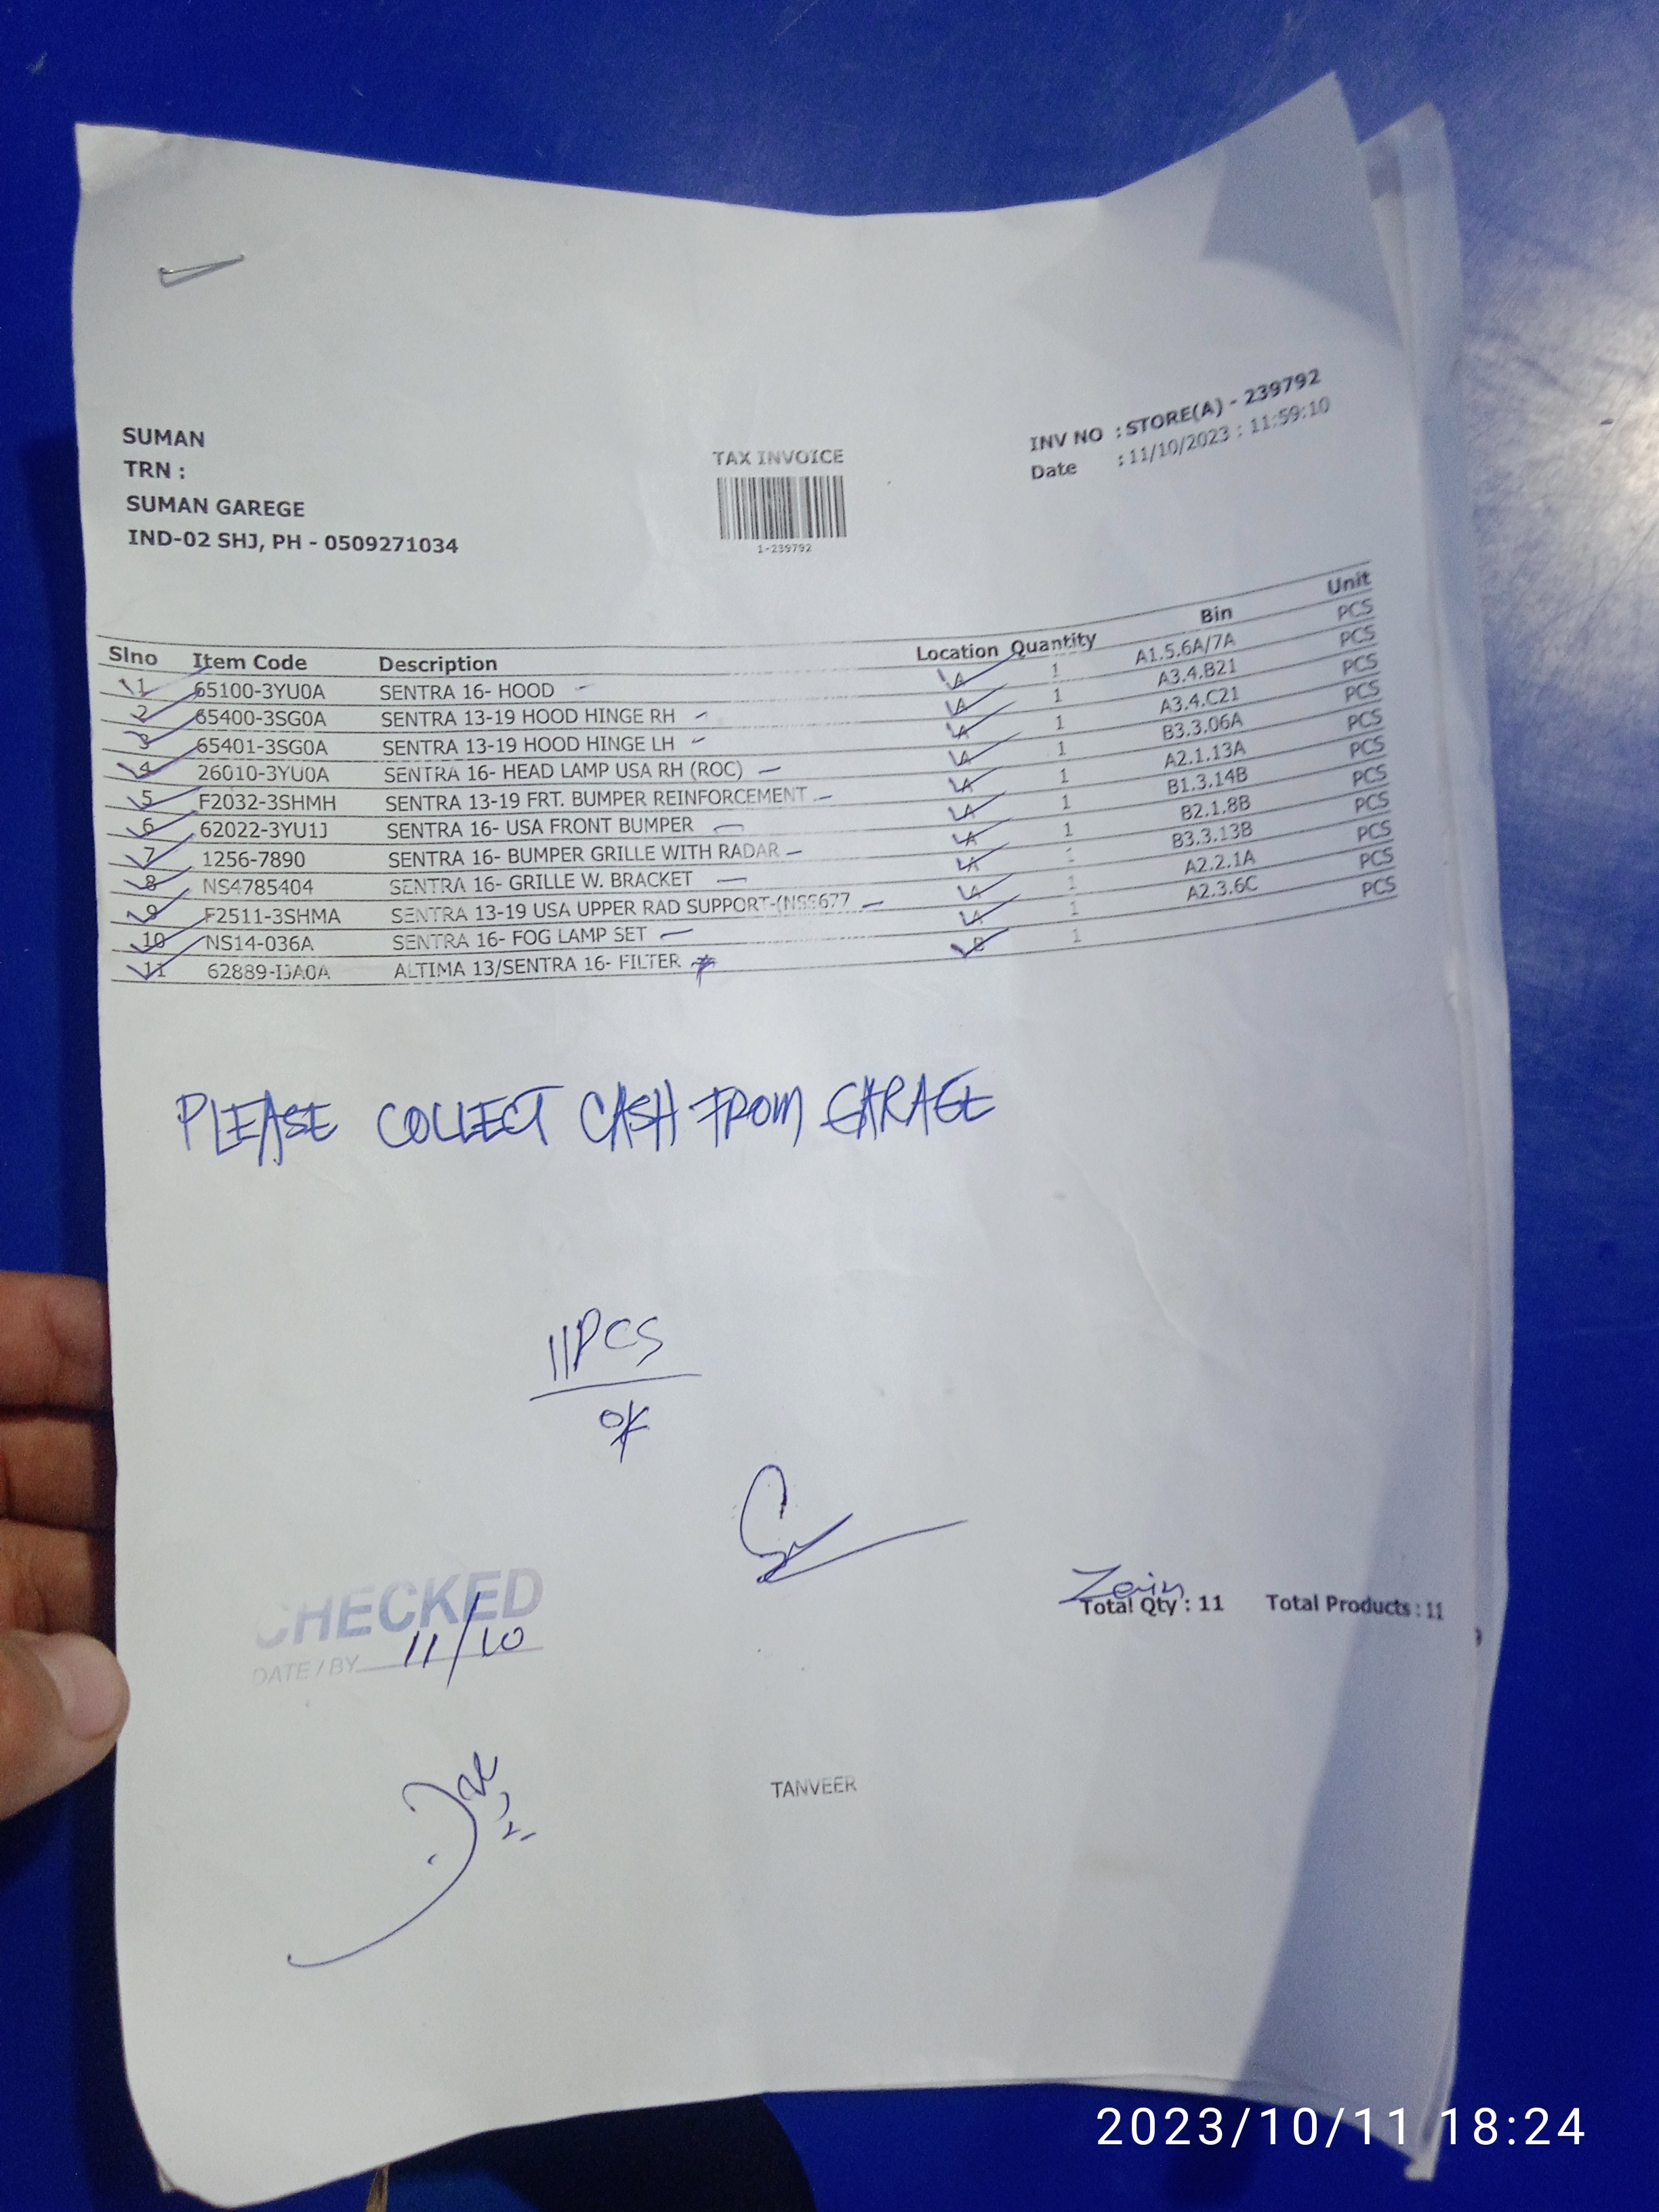 SUMAN
TRN :
SUMAN GAREGE
IND-02 SHJ, PH - 0509271034
TAX INVOICE
1-239792
INV NO : STORE(A) - 239792
Date : 11/10/2023 : 11:59:10
Slno Item Code Description Location Quantity Bin Unit
1 65100-3YU0A SENTRA 16- HOOD A 1 A1.5.6A/7A PCS
2 65400-3SG0A SENTRA 13-19 HOOD HINGE RH A 1 A3.4.B21 PCS
3 65401-3SG0A SENTRA 13-19 HOOD HINGE LH A 1 A3.4.C21 PCS
4 26010-3YU0A SENTRA 16- HEAD LAMP USA RH (ROC) A 1 B3.3.06A PCS
5 F2032-3SHMH SENTRA 13-19 FRT. BUMPER REINFORCEMENT A 1 A2.1.13A PCS
6 62022-3YU1J SENTRA 16- USA FRONT BUMPER A 1 B1.3.14B PCS
7 1256-7890 SENTRA 16- BUMPER GRILLE WITH RADAR A 1 B2.1.8B PCS
8 NS4785404 SENTRA 16- GRILLE W. BRACKET A 1 B3.3.13B PCS
9 F2511-3SHMA SENTRA 13-19 USA UPPER RAD SUPPORT-(NSS677 A 1 A2.2.1A PCS
10 NS14-036A SENTRA 16- FOG LAMP SET A 1 A2.3.6C PCS
11 ALTIMA 13/SENTRA 16- FILTER B 1 PCS
PLEASE COLLECT CASH FROM GARAGE
11PCS
OK
CHECKED
DATE / BY 11/10
Zain
Total Qty : 11 Total Products : 11
TANVEER
2023/10/11 18:24